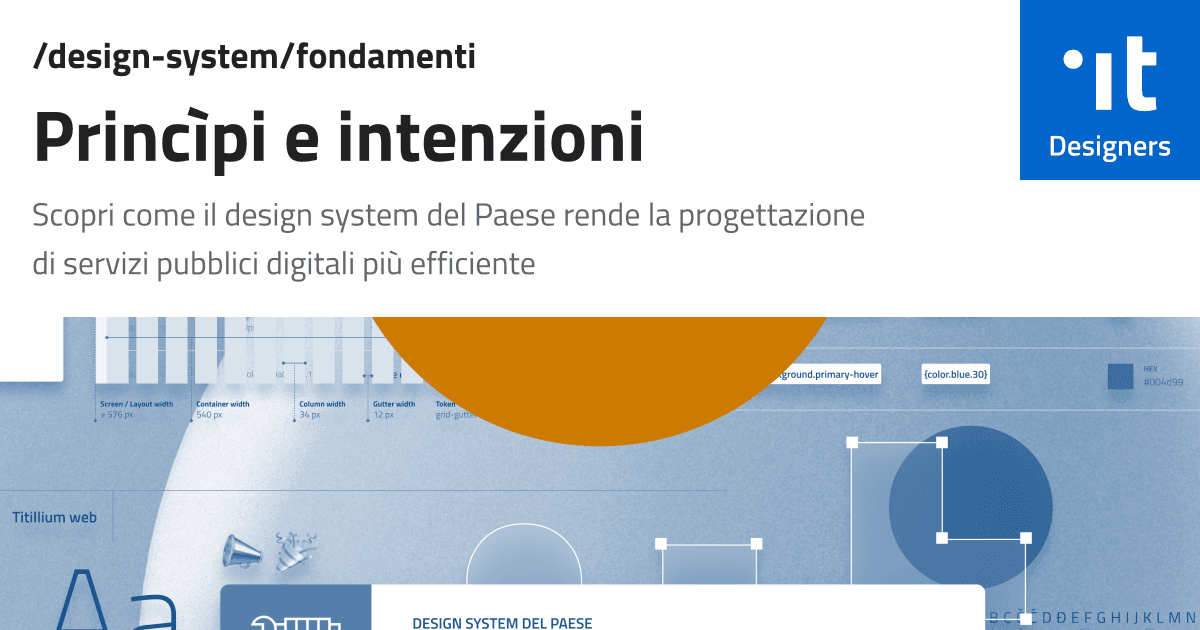 /design-system/fondamenti
Princìpi e intenzioni
Scopri come il design system del Paese rende la progettazione
di servizi pubblici digitali più efficiente
it
Designers
Screen / Layout width
≥ 576 px
Container width
540 px
Column width
34 px
Gutter width
12 px
Token
grid-gutte
ground.primary-hover
{color.blue.30}
HEX
#004d99
Titillium web
Aa
DESIGN SYSTEM DEL PAESE
B C Č Ć D Đ E F G H I J K L M N